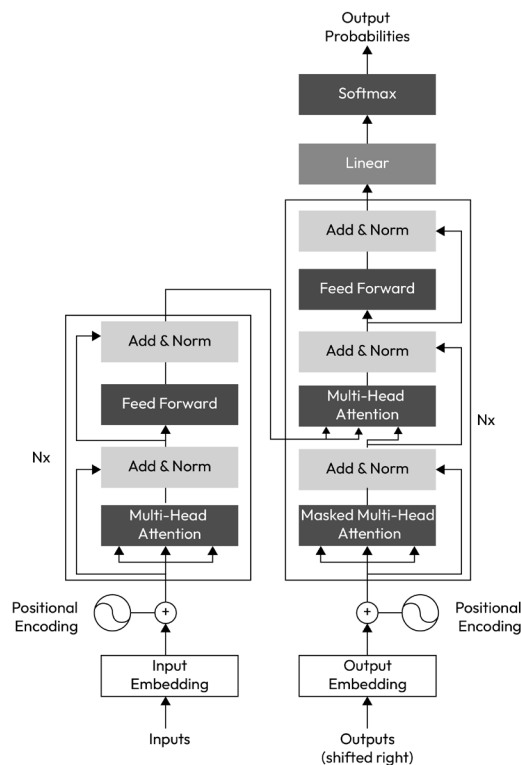 Output
Probabilities
Softmax
Linear
Add & Norm
Feed Forward
Add & Norm
Multi-Head
Attention
Add & Norm
Masked Multi-Head
Attention
Nx
Positional
Encoding
Output
Embedding
Outputs
(shifted right)
Add & Norm
Feed Forward
Add & Norm
Multi-Head
Attention
Nx
Positional
Encoding
Input
Embedding
Inputs
+
+